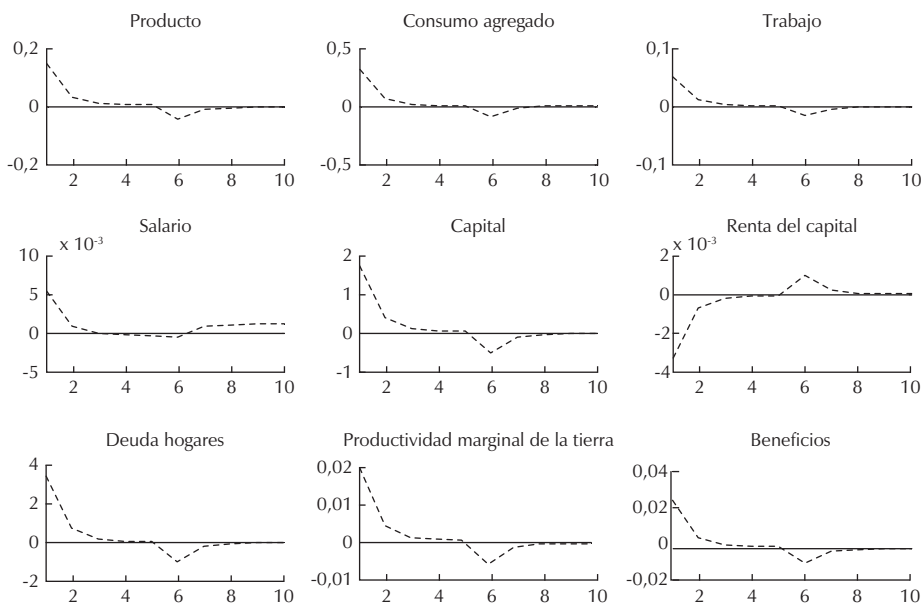 Producto
Consumo agregado
Trabajo
0,2
0
-0,2
2 4 6 8 10
0,5
0
-0,5
2 4 6 8 10
0,1
0
-0,1
2 4 6 8 10
Salario
Capital
Renta del capital
10 x 10-3
5
0
-5
2 4 6 8 10
2
1
0
-1
2 4 6 8 10
2 x 10-3
0
-2
-4
2 4 6 8 10
Deuda hogares
Productividad marginal de la tierra
Beneficios
4
2
0
-2
2 4 6 8 10
0,02
0,01
0
-0,01
2 4 6 8 10
0,04
0,02
0
-0,02
2 4 6 8 10